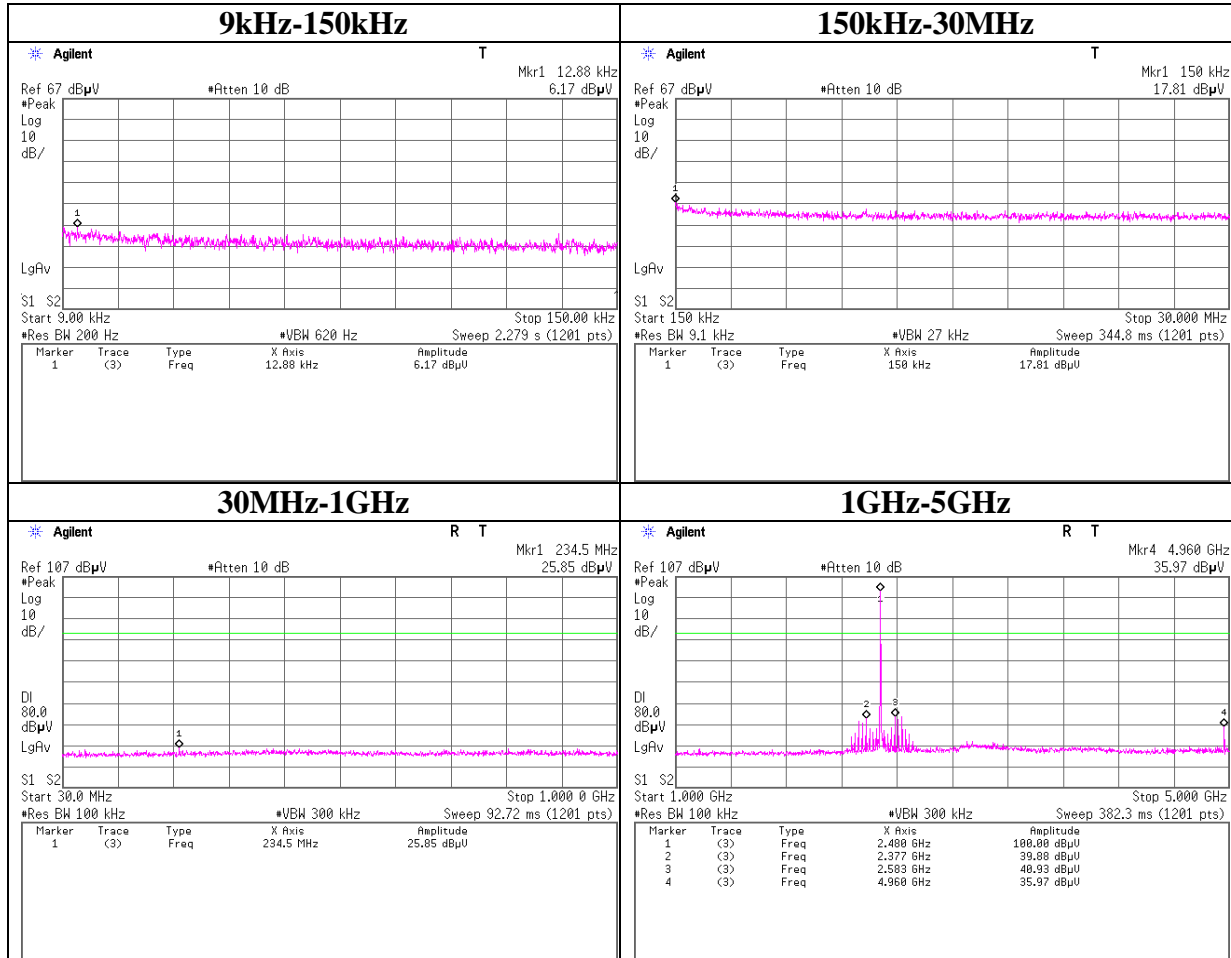 9kHz-150kHz
Agilent T
Mkr1 12.88 kHz
Ref 67 dBµV #Atten 10 dB 6.17 dBµV
#Peak
Log
10
dB/
1
LgAv
S1 S2
Start 9.00 kHz Stop 150.00 kHz
#Res BW 200 Hz #VBW 620 Hz Sweep 2.279 s (1201 pts)
Marker Trace Type X Axis Amplitude
1 (3) Freq 12.88 kHz 6.17 dBµV
150kHz-30MHz
Agilent T
Mkr1 150 kHz
Ref 67 dBµV #Atten 10 dB 17.81 dBµV
#Peak
Log
10
dB/
1
LgAv
S1 S2
Start 150 kHz Stop 30.000 MHz
#Res BW 9.1 kHz #VBW 27 kHz Sweep 344.8 ms (1201 pts)
Marker Trace Type X Axis Amplitude
1 (3) Freq 150 kHz 17.81 dBµV
30MHz-1GHz
Agilent R T
Mkr1 234.5 MHz
Ref 107 dBµV #Atten 10 dB 25.85 dBµV
#Peak
Log
10
dB/
DI
80.0
dBµV
1
LgAv
S1 S2
Start 30.0 MHz Stop 1.000 0 GHz
#Res BW 100 kHz #VBW 300 kHz Sweep 92.72 ms (1201 pts)
Marker Trace Type X Axis Amplitude
1 (3) Freq 234.5 MHz 25.85 dBµV
1GHz-5GHz
Agilent R T
Mkr4 4.960 GHz
Ref 107 dBµV #Atten 10 dB 35.97 dBµV
#Peak
Log
10
dB/
1
DI
80.0
dBµV
2 3 4
LgAv
S1 S2
Start 1.000 GHz Stop 5.000 GHz
#Res BW 100 kHz #VBW 300 kHz Sweep 382.3 ms (1201 pts)
Marker Trace Type X Axis Amplitude
1 (3) Freq 2.480 GHz 100.00 dBµV
2 (3) Freq 2.377 GHz 39.88 dBµV
3 (3) Freq 2.583 GHz 40.93 dBµV
4 (3) Freq 4.960 GHz 35.97 dBµV